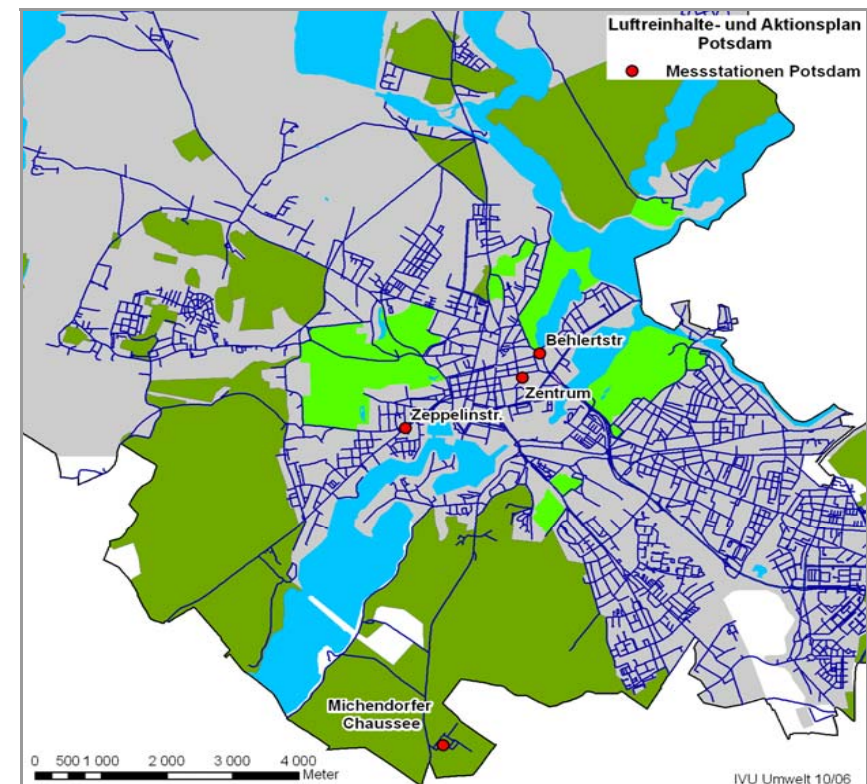 Luftreinhalte- und Aktionsplan
Potsdam
Messstationen Potsdam
Behlertstr
Zentrum
Zeppelinstr.
Michendorfer
Chaussee
0 500 1 000 2 000 3 000 4 000
Meter
IVU Umwelt 10/06